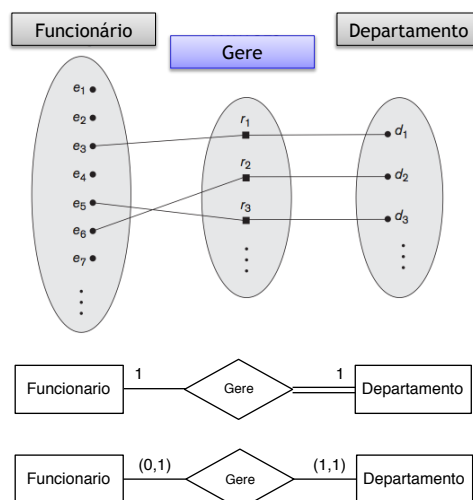 Funcionário
Gere
Departamento
e1
e2
e3
e4
e5
e6
e7
r1
r2
r3
d1
d2
d3
Funcionario
1
Gere
1
Departamento
Funcionario
(0,1)
Gere
(1,1)
Departamento